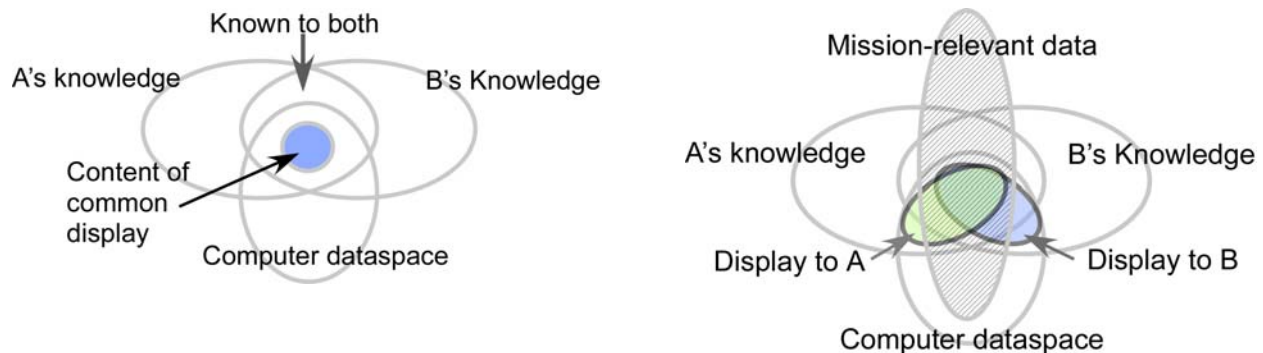 Known to both
A's knowledge
B's Knowledge
Content of
common
display
Computer dataspace
Mission-relevant data
A's knowledge
B's Knowledge
Display to A
Display to B
Computer dataspace